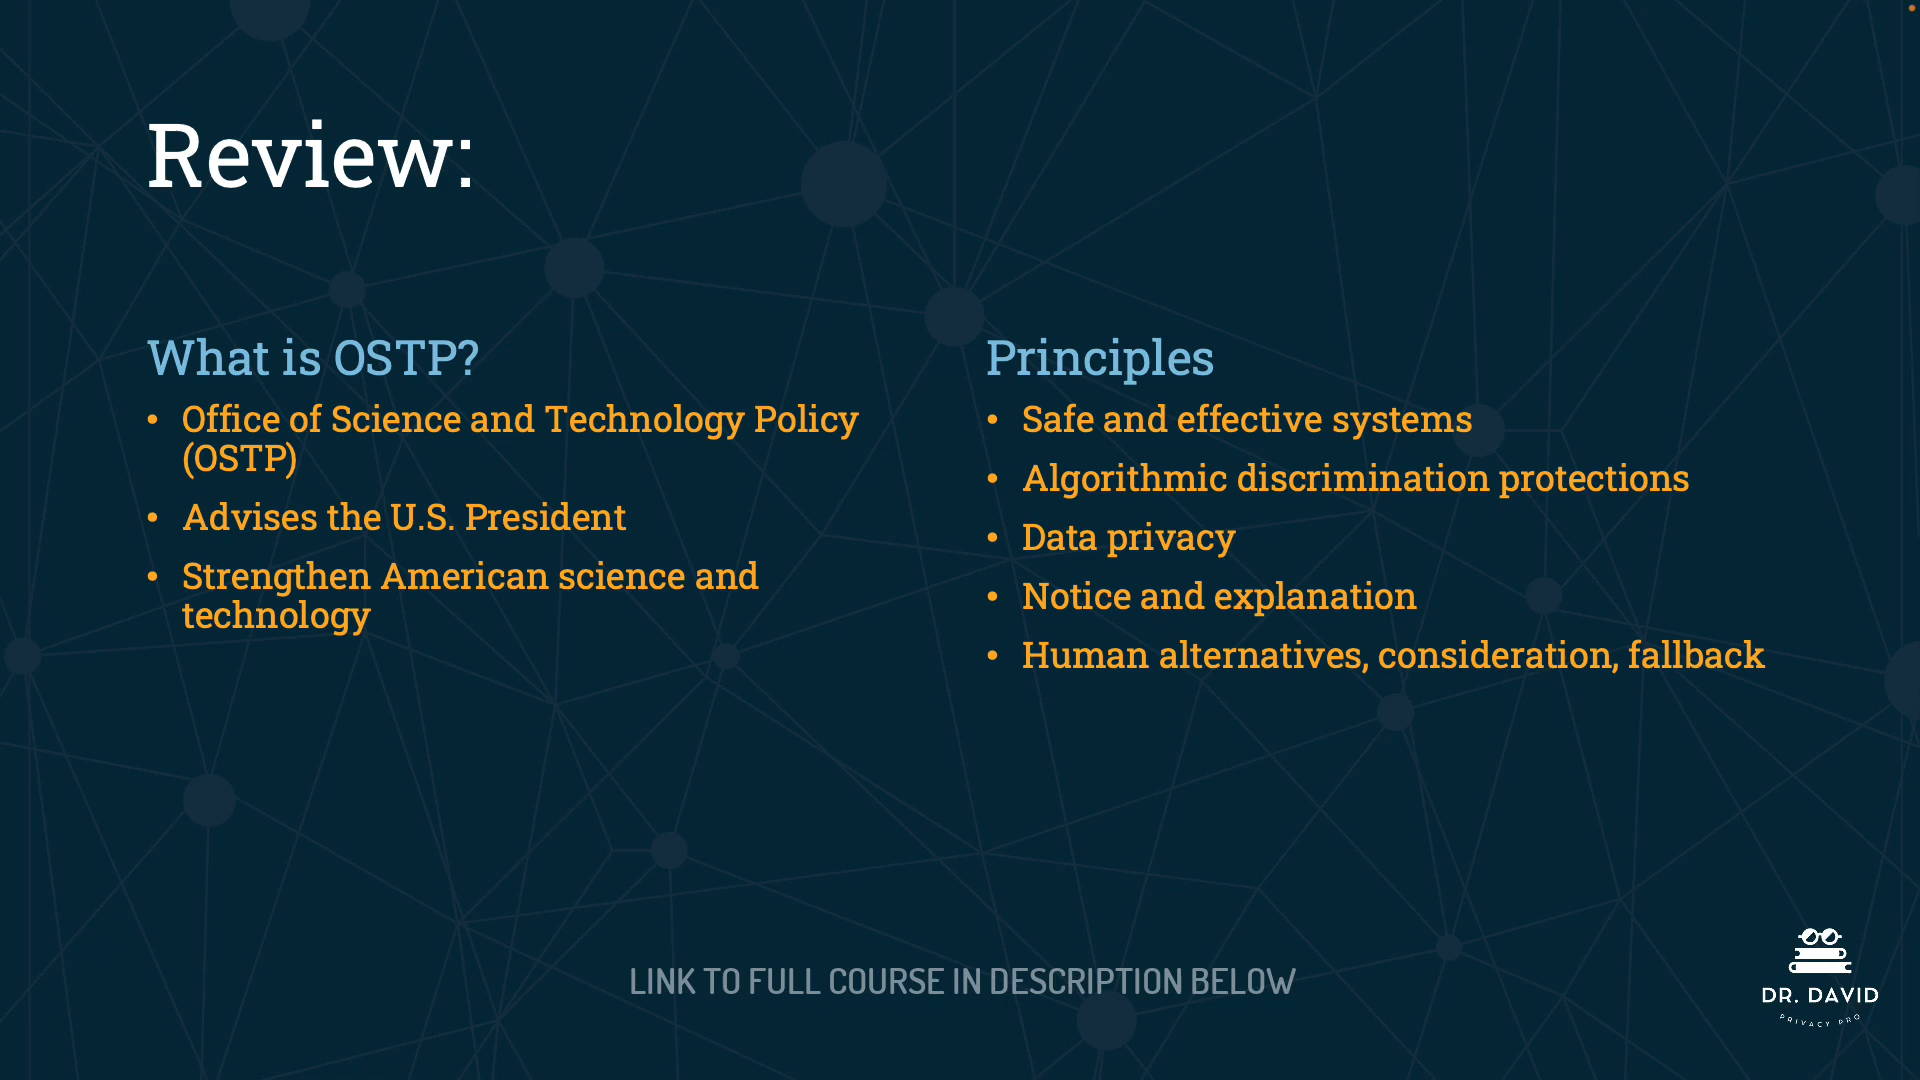 Review:
What is OSTP?
• Office of Science and Technology Policy
(OSTP)
• Advises the U.S. President
• Strengthen American science and
technology
Principles
• Safe and effective systems
• Algorithmic discrimination protections
• Data privacy
• Notice and explanation
• Human alternatives, consideration, fallback
LINK TO FULL COURSE IN DESCRIPTION BELOW
DR. DAVID
PRIVACY PRO